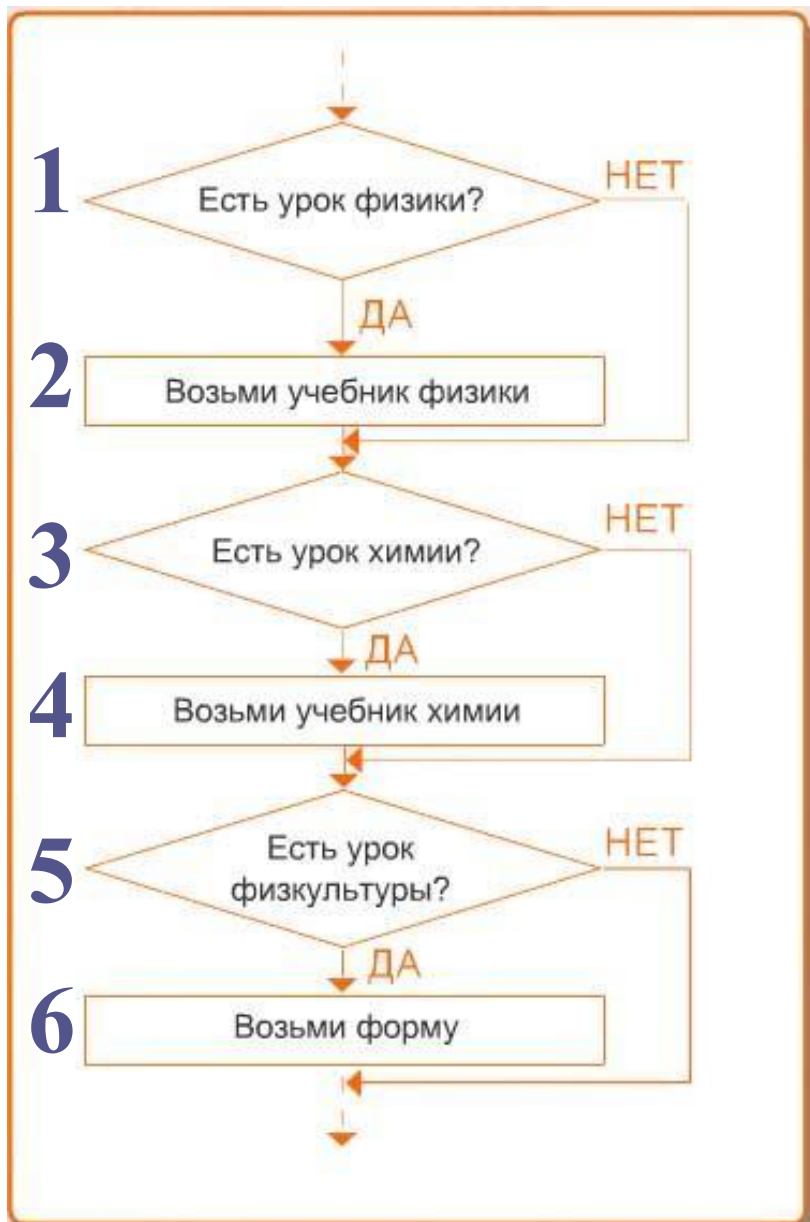 1
Есть урок физики?
НЕТ
ДА
2
Возьми учебник физики
3
Есть урок химии?
НЕТ
ДА
4
Возьми учебник химии
5
Есть урок
физкультуры?
НЕТ
ДА
6
Возьми форму